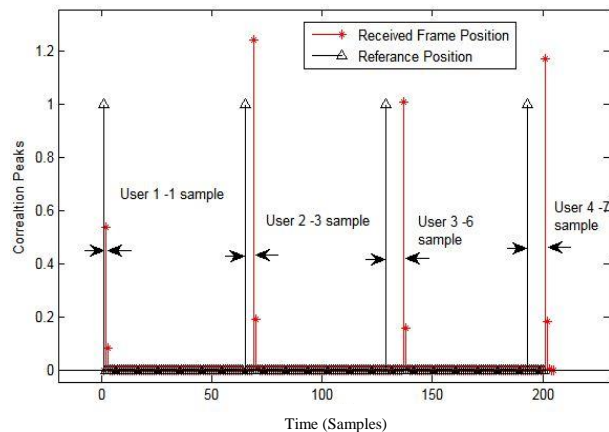 Received Frame Position
Referance Position
Correaltion Peaks
1.2
1
0.8
0.6
0.4
0.2
0
User 1 -1 sample
User 2 -3 sample
User 3 -6
sample
User 4 -7
sample
0
50
100
150
200
Time (Samples)